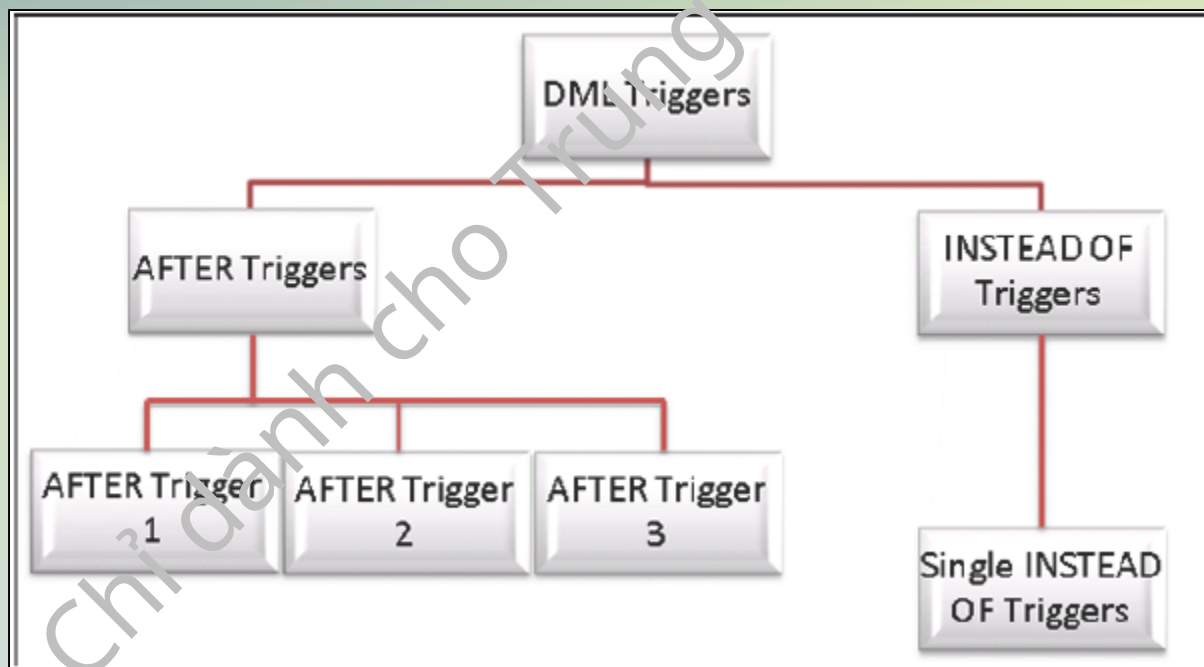 DML Triggers
AFTER Triggers
INSTEAD OF
Triggers
AFTER Trigger
1
AFTER Trigger
2
AFTER Trigger
3
Single INSTEAD
OF Triggers
Chỉ dành cho Trung